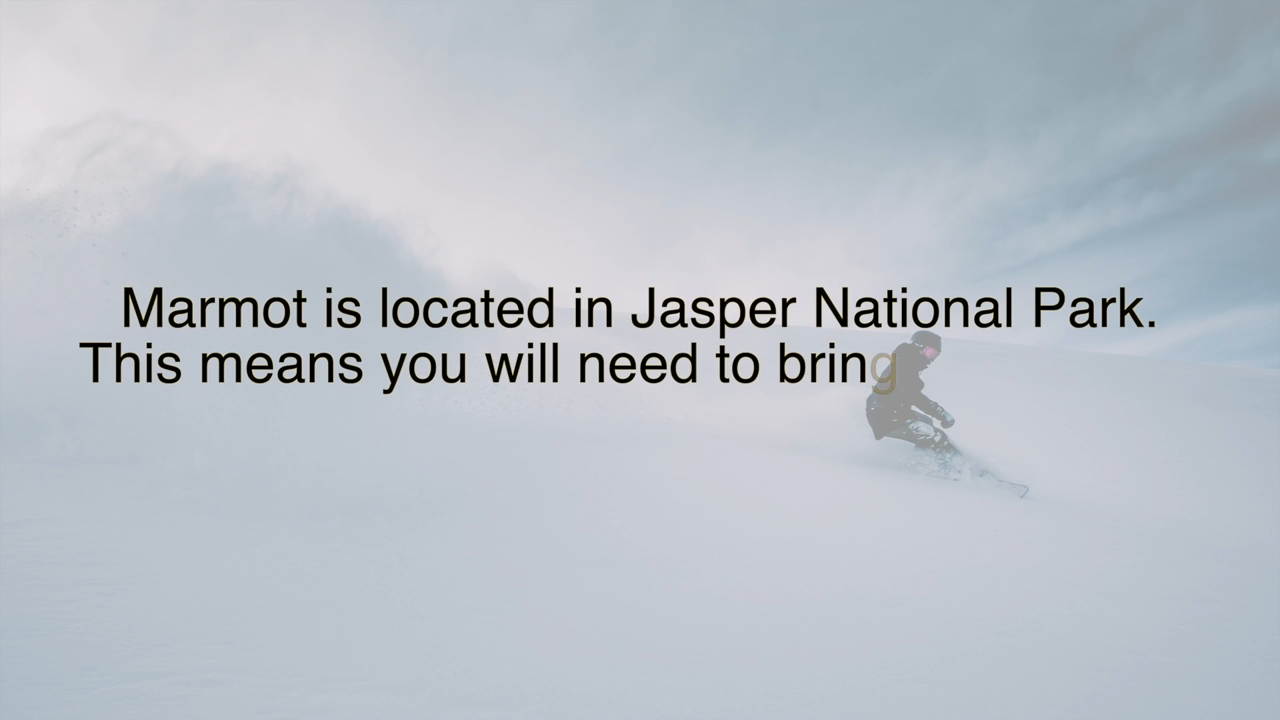 Marmot is located in Jasper National Park.
This means you will need to bring